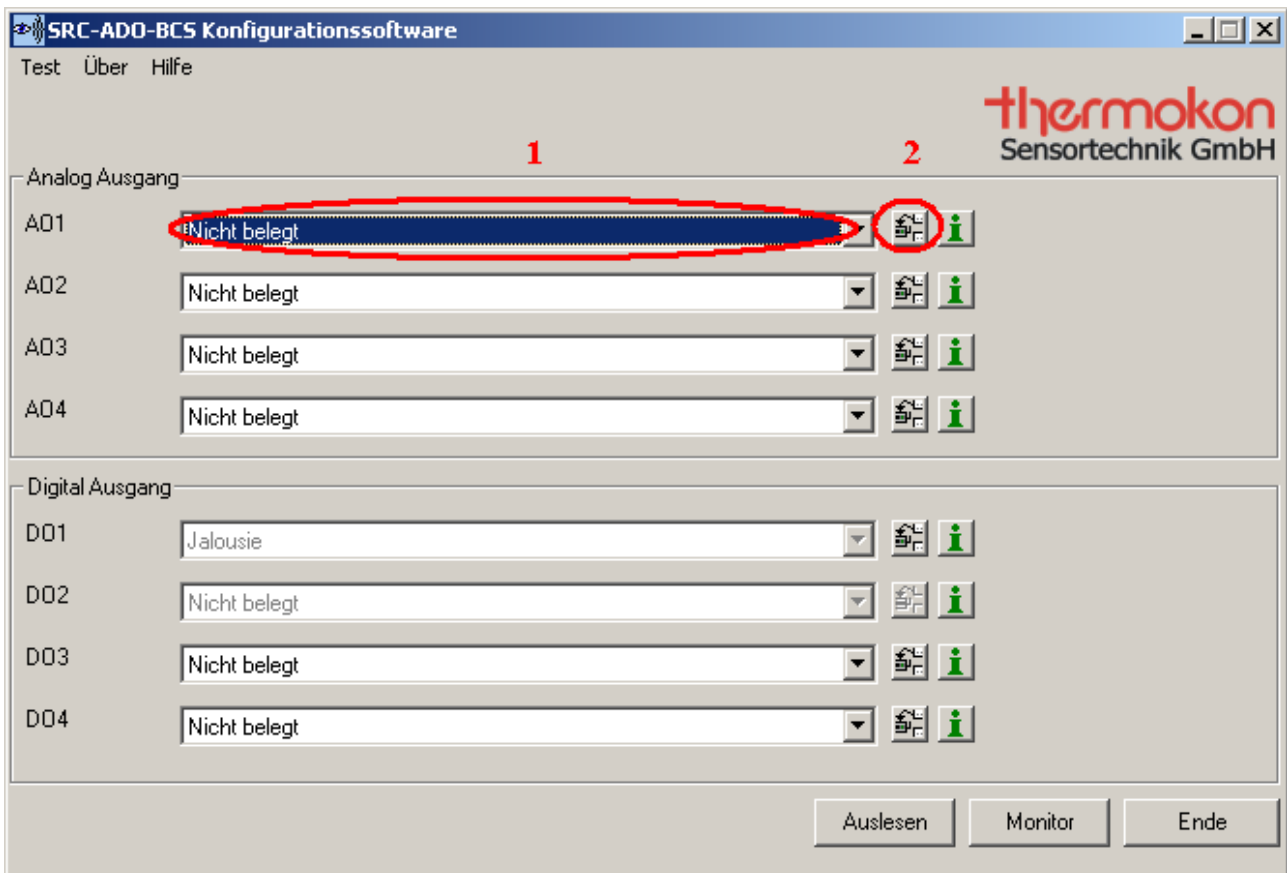 SRC-ADO-BCS Konfigurationssoftware
Test Über Hilfe
thermokon
Sensortechnik GmbH
1 2
Analog Ausgang
AO1 Nicht belegt
AO2 Nicht belegt
AO3 Nicht belegt
AO4 Nicht belegt
Digital Ausgang
DO1 Jalousie
DO2 Nicht belegt
DO3 Nicht belegt
DO4 Nicht belegt
Auslesen Monitor Ende